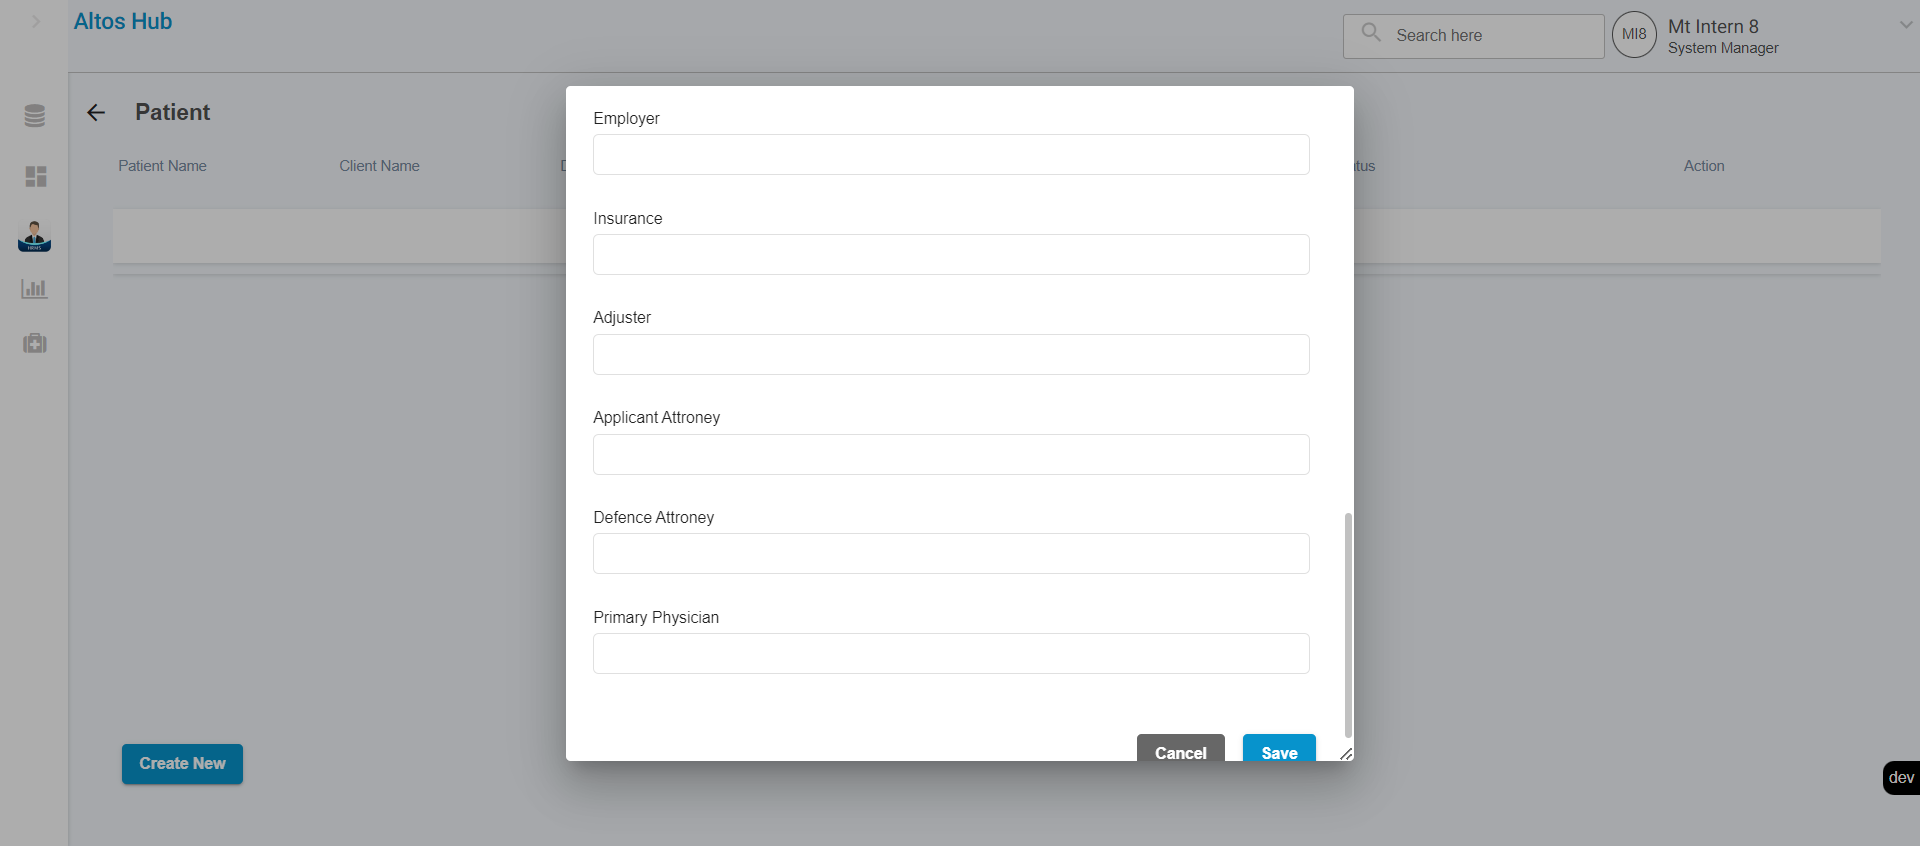 Altos Hub
Search here
MI8
Mt Intern 8
System Manager
Patient
Patient Name
Client Name
Action
Employer
Insurance
Adjuster
Applicant Attroney
Defence Attroney
Primary Physician
Cancel
Save
Create New
dev